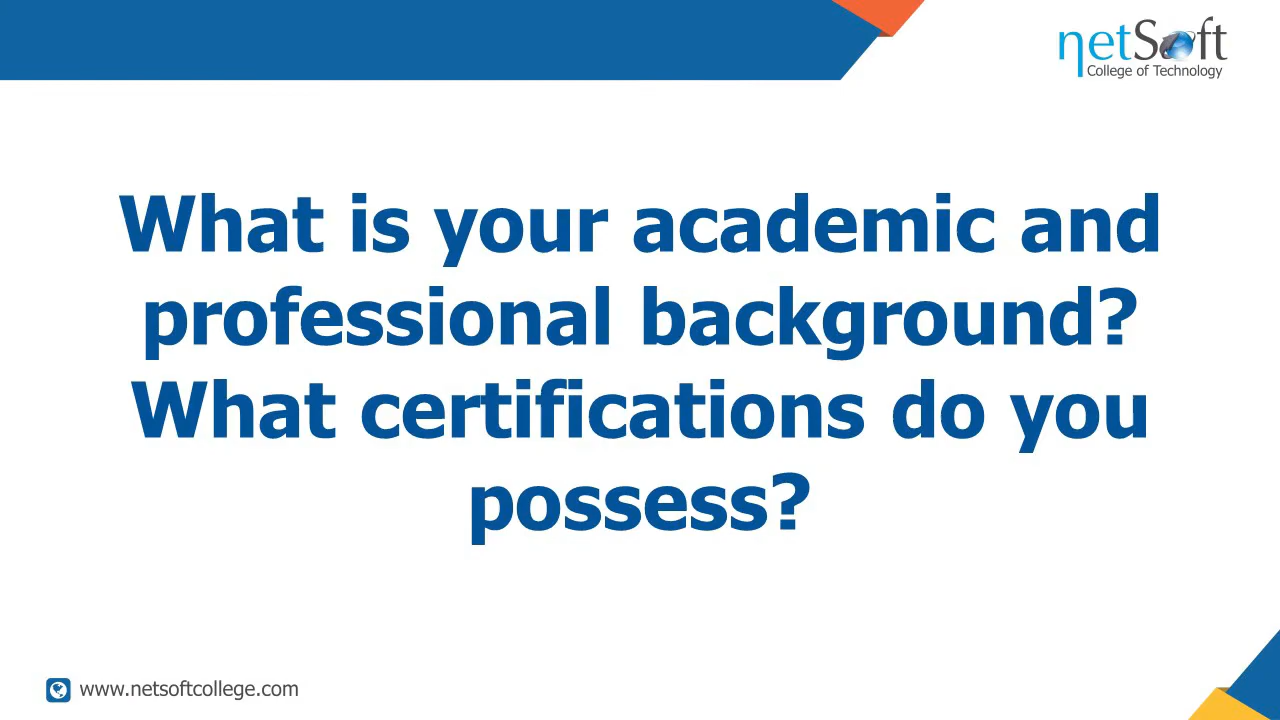 netSoft
College of Technology
What is your academic and
professional background?
What certifications do you
possess?
www.netsoftcollege.com